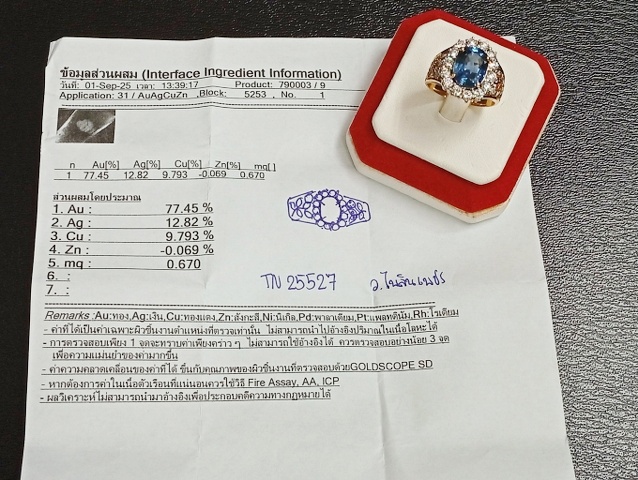 ข้อมูลส่วนผสม (Interface Ingredient Information)
วันที่: 01-Sep-25 เวลา: 13:39:17 Product: 790003 / 9
Application: 31 / AuAgCuZn , Block: 5253 , No. 1
n Au[%] Ag[%] Cu[%] Zn[%] mq[ ]
1 77.45 12.82 9.793 -0.069 0.670
ส่วนผสมโดยประมาณ
1. Au : 77.45 %
2. Ag : 12.82 %
3. Cu : 9.793 %
4. Zn : -0.069 %
5. mq : 0.670
6. :
7. :
TN 25527
Remarks : Au:ทอง,Ag:เงิน,Cu:ทองแดง,Zn:สังกะสี,Ni:นิเกิล,Pd:พาลาเดียม,Pt:แพลทตินั่ม,Rh:โรเดียม
- ค่าที่ได้เป็นค่าเฉพาะผิวชิ้นงานตำแหน่งที่ตรวจเท่านั้น ไม่สามารถนำไปอ้างอิงปริมาณในเนื้อโลหะได้
- การตรวจสอบเพียง 1 จุดจะทราบค่าเพียงคร่าวๆ ไม่สามารถใช้อ้างอิงได้ ควรตรวจสอบอย่างน้อย 3 จุด
เพื่อความแม่นยำของค่ามากขึ้น
- ค่าความคลาดเคลื่อนของค่าที่ได้ ขึ้นกับคุณภาพของผิวชิ้นงานที่ตรวจสอบด้วยGOLDSCOPE SD
- หากต้องการค่าในเนื้อตัวเรือนที่แน่นอนควรใช้วิธี Fire Assay, AA, ICP
- ผลวิเคราะห์ไม่สามารถนำมาอ้างอิงเพื่อประกอบคดีความทางกฎหมายได้